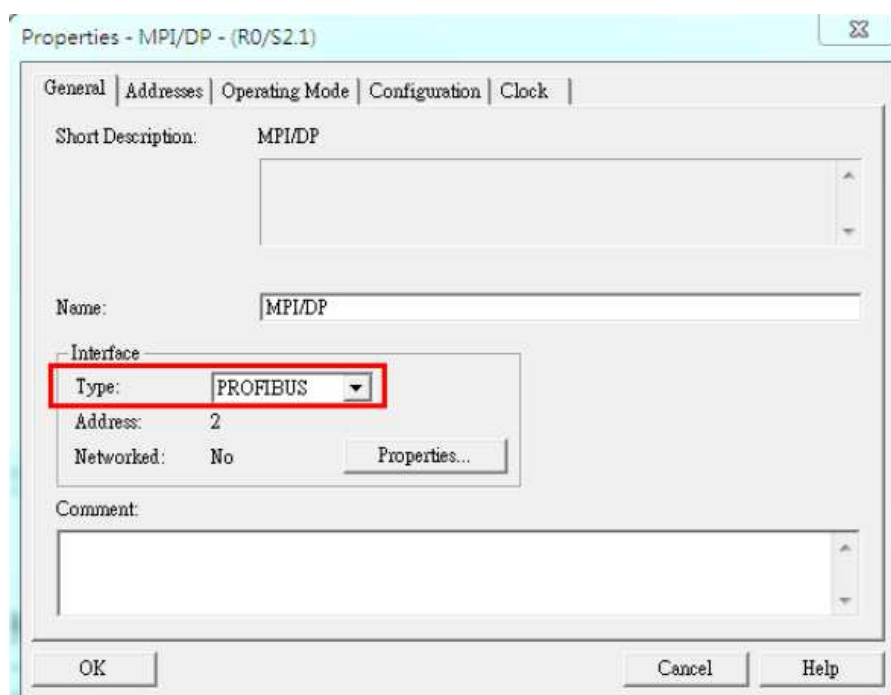 Properties - MPI/DP - (R0/S2.1)
General Addresses Operating Mode Configuration Clock
Short Description: MPI/DP
Name: MPI/DP
Interface
Type: PROFIBUS
Address: 2
Networked: No Properties...
Comment:
OK Cancel Help